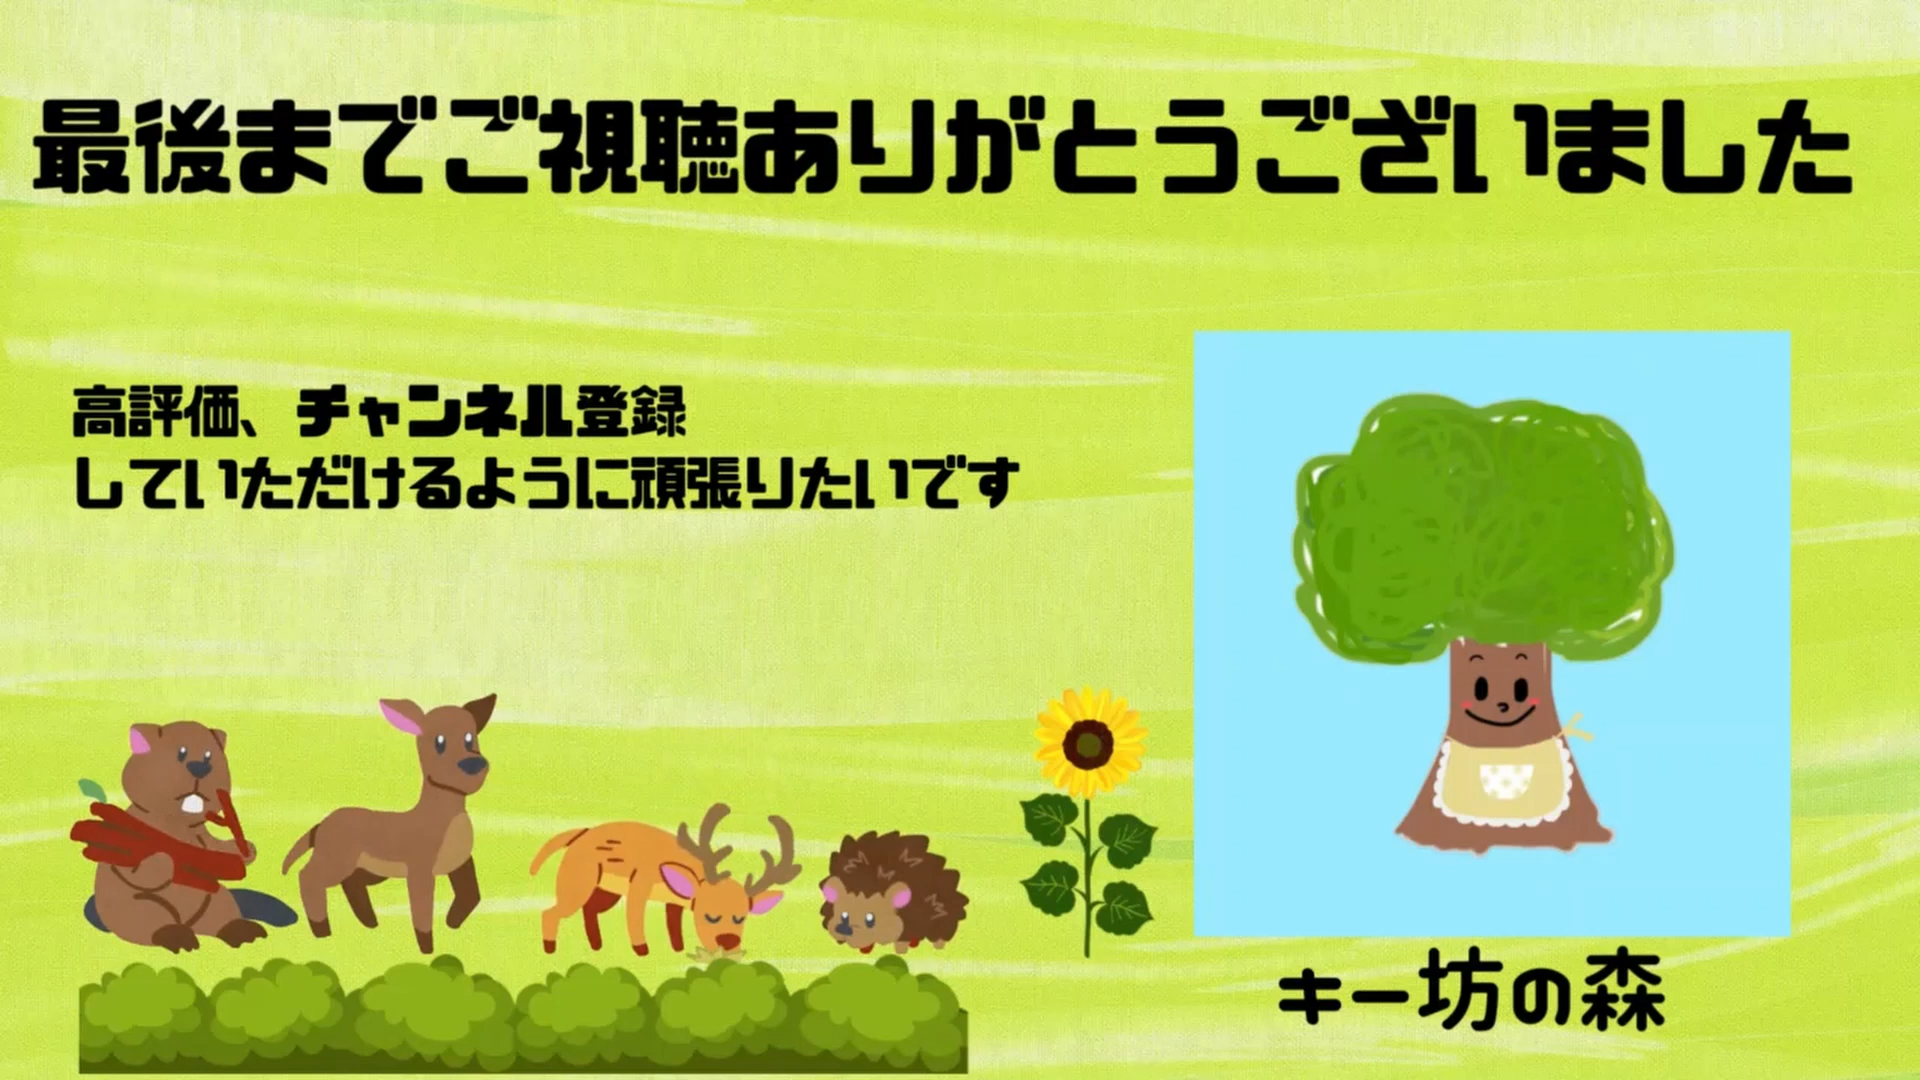 最後までご視聴ありがとうございました
高評価、チャンネル登録
していただけるように頑張りたいです
キー坊の森